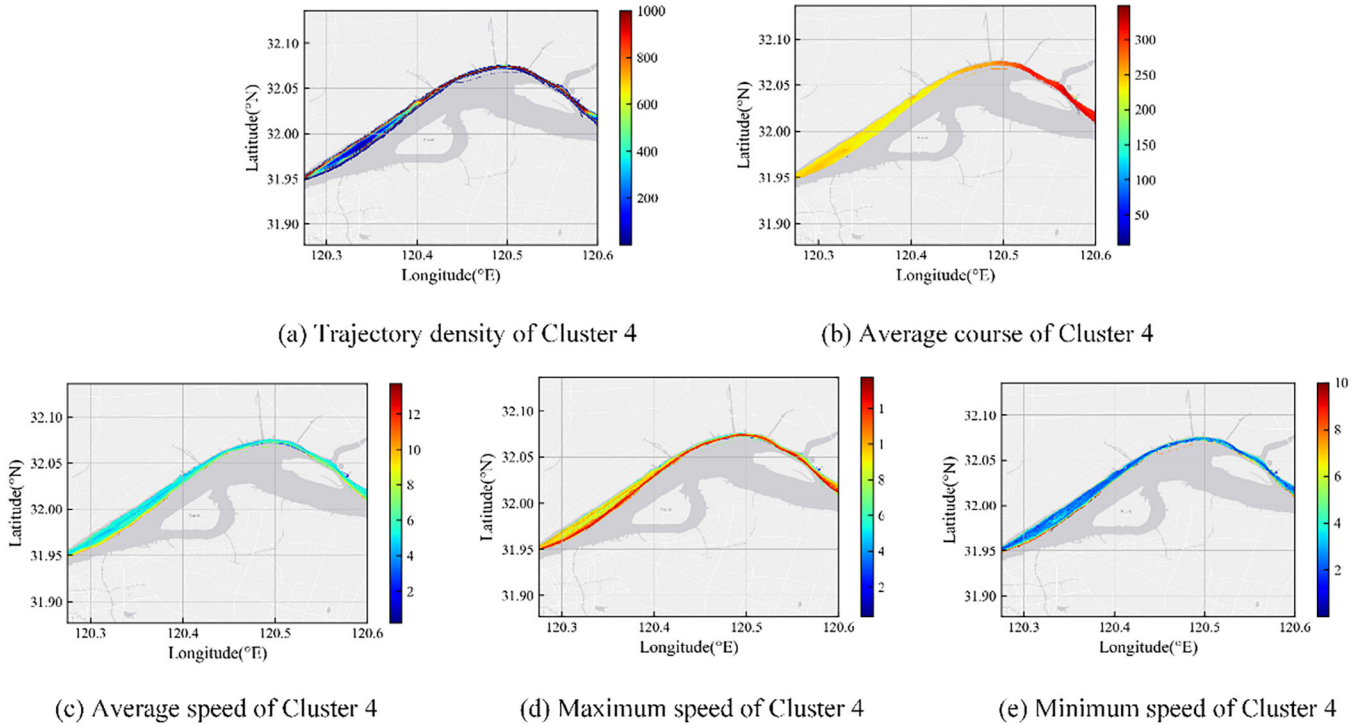 1000
800
600
400
200
32.10
32.05
32.00
31.95
31.90
Latitude(°N)
120.3 120.4 120.5 120.6
Longitude(°E)
(a) Trajectory density of Cluster 4
300
250
200
150
100
50
32.10
32.05
32.00
31.95
31.90
Latitude(°N)
120.3 120.4 120.5 120.6
Longitude(°E)
(b) Average course of Cluster 4
12
10
8
6
4
2
32.10
32.05
32.00
31.95
31.90
Latitude(°N)
120.3 120.4 120.5 120.6
Longitude(°E)
(c) Average speed of Cluster 4
1
1
8
6
4
2
32.10
32.05
32.00
31.95
31.90
Latitude(°N)
120.3 120.4 120.5 120.6
Longitude(°E)
(d) Maximum speed of Cluster 4
10
8
6
4
2
32.10
32.05
32.00
31.95
31.90
Latitude(°N)
120.3 120.4 120.5 120.6
Longitude(°E)
(e) Minimum speed of Cluster 4